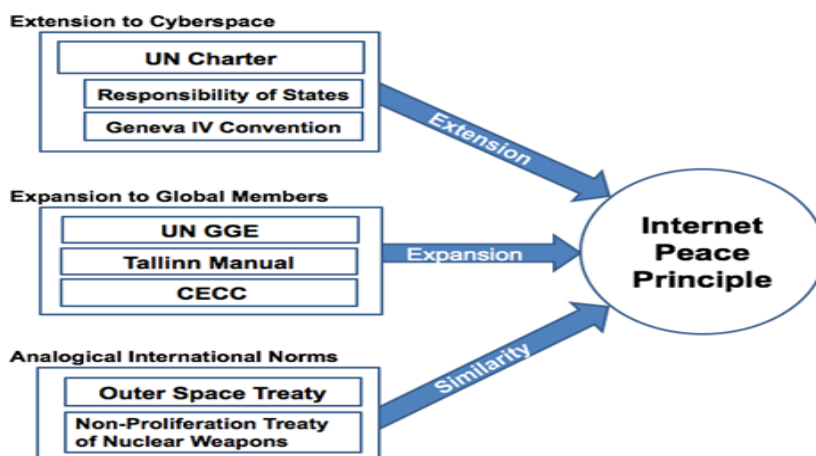 Extension to Cyberspace
UN Charter
Responsibility of States
Geneva IV Convention
Extension
Expansion to Global Members
UN GGE
Tallinn Manual
CECC
Expansion
Internet
Peace
Principle
Analogical International Norms
Outer Space Treaty
Non-Proliferation Treaty
of Nuclear Weapons
Similarity